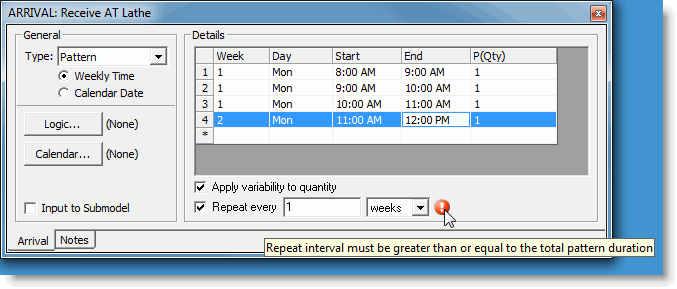 ARRIVAL: Receive AT Lathe
General
Type: Pattern
Weekly Time
Calendar Date
Logic... (None)
Calendar... (None)
Input to Submodel
Details
Week Day Start End P(Qty)
1 1 Mon 8:00 AM 9:00 AM 1
2 1 Mon 9:00 AM 10:00 AM 1
3 1 Mon 10:00 AM 11:00 AM 1
4 2 Mon 11:00 AM 12:00 PM 1
*
Apply variability to quantity
Repeat every 1 weeks
Arrival Notes
Repeat interval must be greater than or equal to the total pattern duration